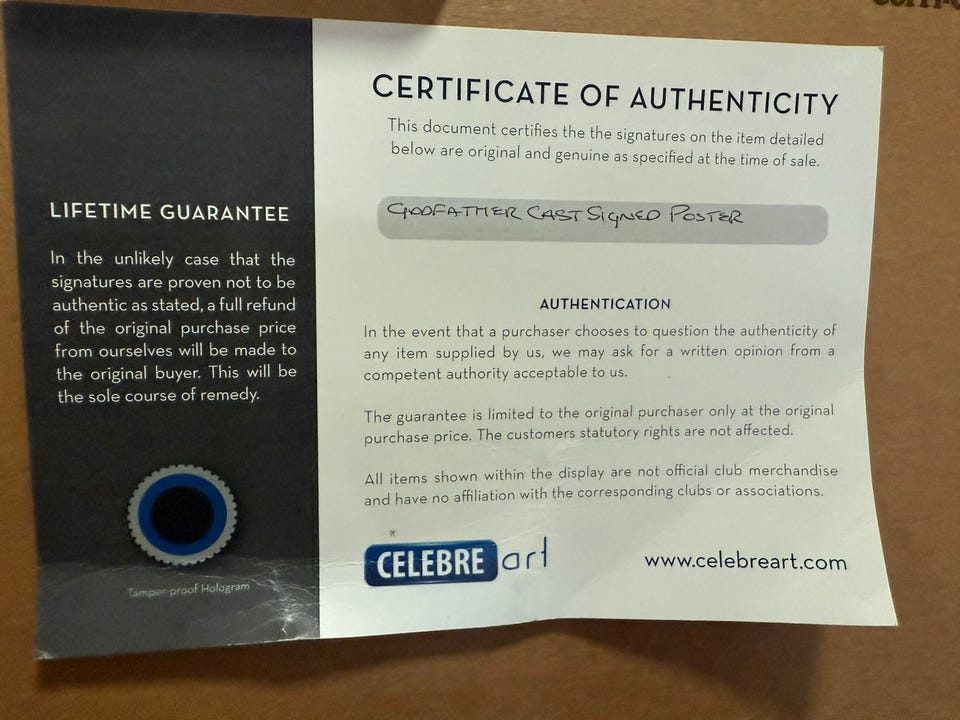 LIFETIME GUARANTEE
In the unlikely case that the
signatures are proven not to be
authentic as stated, a full refund
of the original purchase price
from ourselves will be made to
the original buyer. This will be
the sole course of remedy.
Tamper-proof Hologram
CERTIFICATE OF AUTHENTICITY
This document certifies the the signatures on the item detailed
below are original and genuine as specified at the time of sale.
GODFATHER CAST SIGNED POSTER
AUTHENTICATION
In the event that a purchaser chooses to question the authenticity of
any item supplied by us, we may ask for a written opinion from a
competent authority acceptable to us.
The guarantee is limited to the original purchaser only at the original
purchase price. The customers statutory rights are not affected.
All items shown within the display are not official club merchandise
and have no affiliation with the corresponding clubs or associations.
CELEBRE art
www.celebreart.com